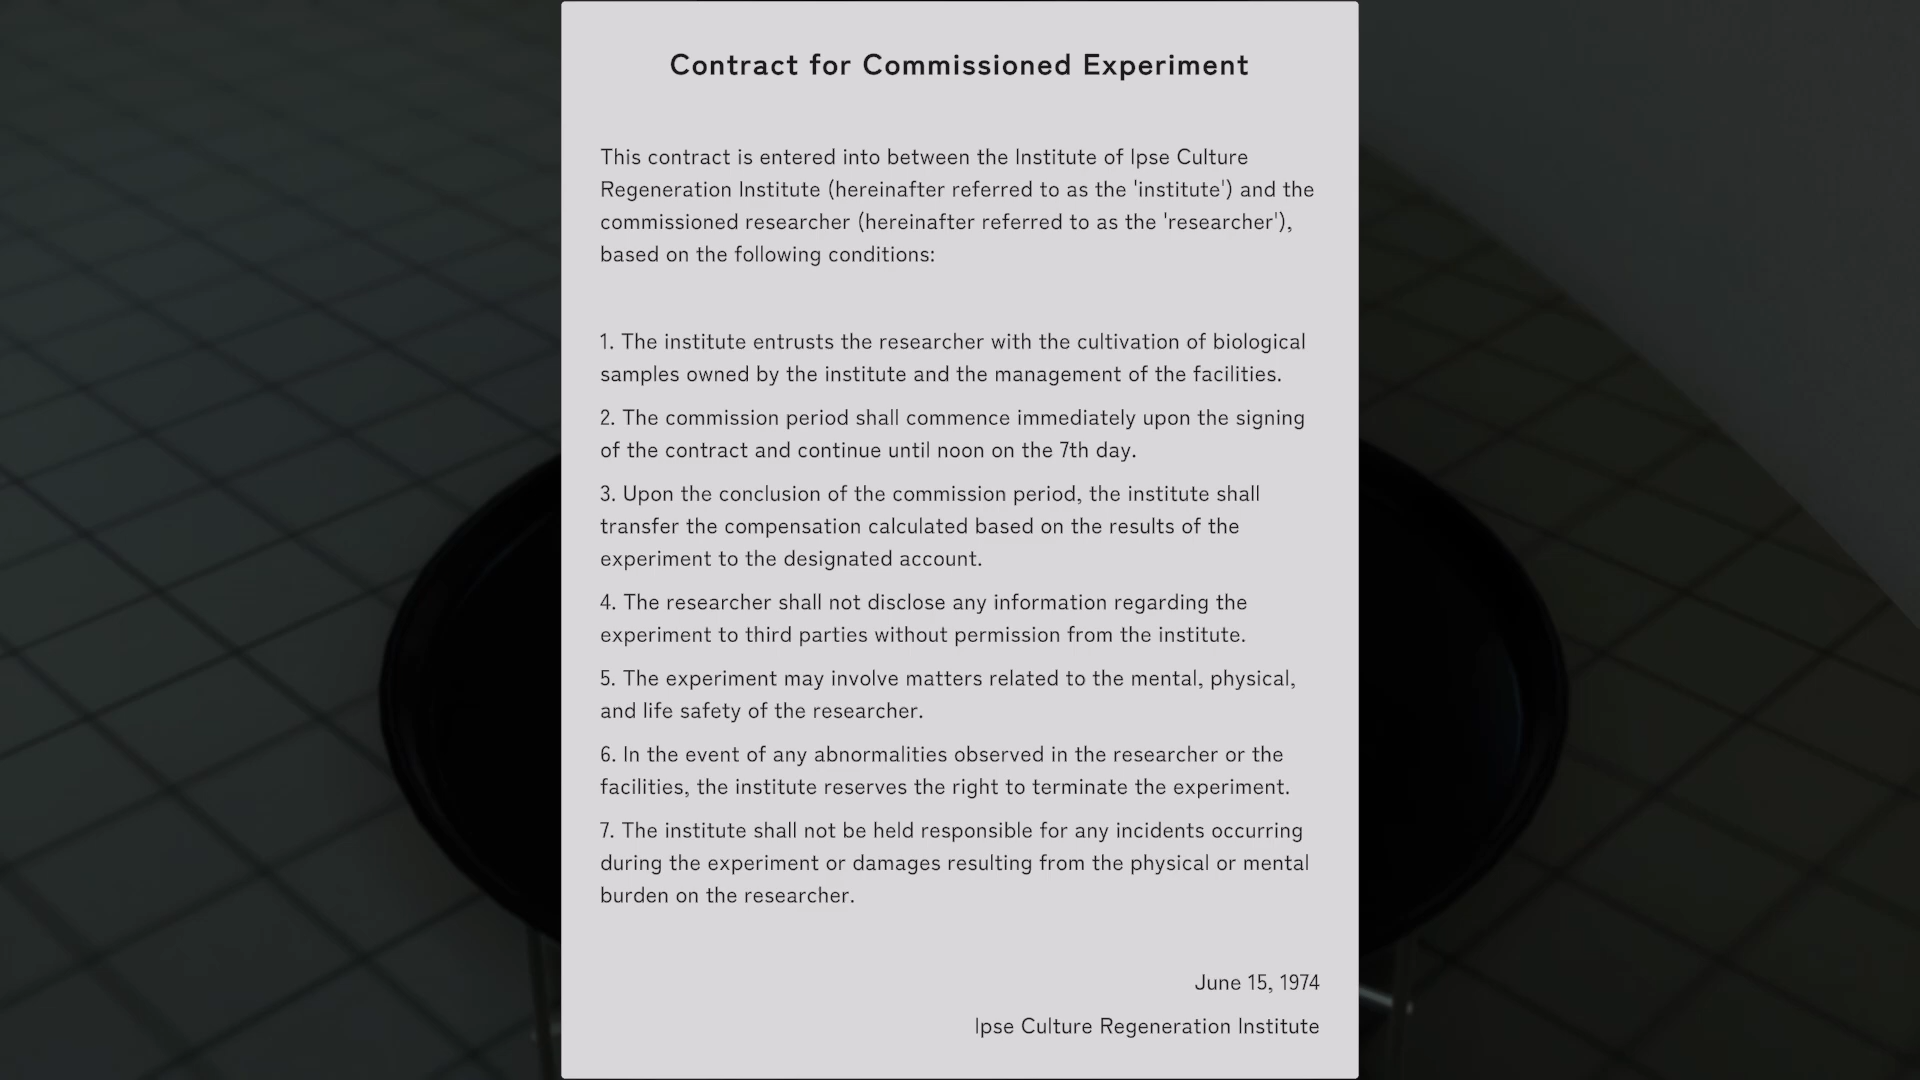 Contract for Commissioned Experiment
This contract is entered into between the Institute of Ipse Culture
Regeneration Institute (hereinafter referred to as the 'institute') and the
commissioned researcher (hereinafter referred to as the 'researcher'),
based on the following conditions:
1. The institute entrusts the researcher with the cultivation of biological
samples owned by the institute and the management of the facilities.
2. The commission period shall commence immediately upon the signing
of the contract and continue until noon on the 7th day.
3. Upon the conclusion of the commission period, the institute shall
transfer the compensation calculated based on the results of the
experiment to the designated account.
4. The researcher shall not disclose any information regarding the
experiment to third parties without permission from the institute.
5. The experiment may involve matters related to the mental, physical,
and life safety of the researcher.
6. In the event of any abnormalities observed in the researcher or the
facilities, the institute reserves the right to terminate the experiment.
7. The institute shall not be held responsible for any incidents occurring
during the experiment or damages resulting from the physical or mental
burden on the researcher.
June 15, 1974
Ipse Culture Regeneration Institute